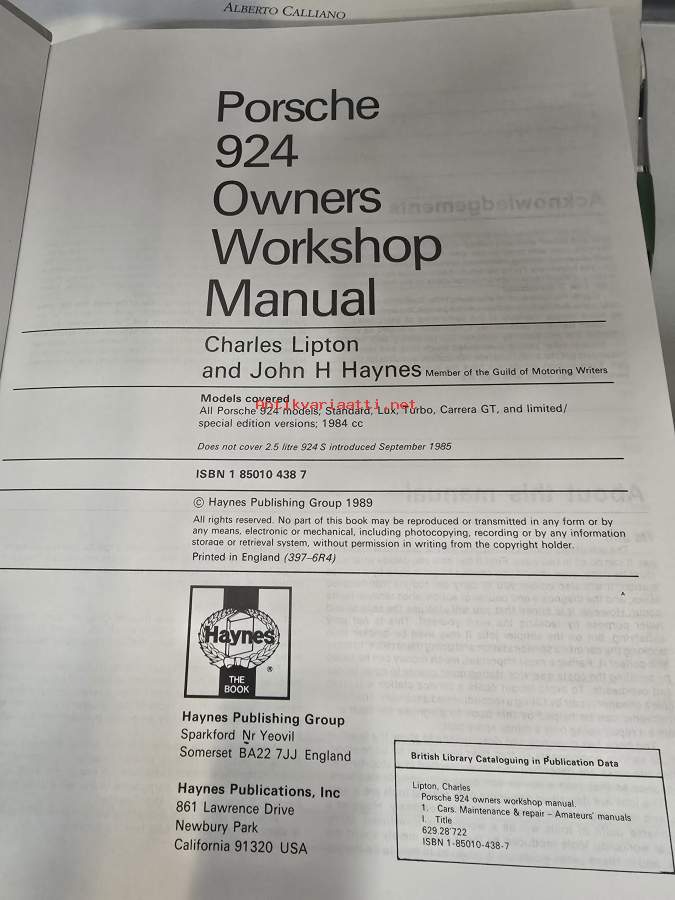 ALBERTO CALLIANO
Porsche
924
Owners
Workshop
Manual
Charles Lipton
and John H Haynes Member of the Guild of Motoring Writers
Models covered
Antikvariaatti.net
All Porsche 924 models, Standard, Lux, Turbo, Carrera GT, and limited/
special edition versions; 1984 cc
Does not cover 2.5 litre 924 S introduced September 1985
ISBN 1 85010 438 7
© Haynes Publishing Group 1989
All rights reserved. No part of this book may be reproduced or transmitted in any form or by
any means, electronic or mechanical, including photocopying, recording or by any information
storage or retrieval system, without permission in writing from the copyright holder.
Printed in England (397–6R4)
Haynes
®
THE
BOOK
Haynes Publishing Group
Sparkford Nr Yeovil
Somerset BA22 7JJ England
Haynes Publications, Inc
861 Lawrence Drive
Newbury Park
California 91320 USA
British Library Cataloguing in Publication Data
Lipton, Charles
Porsche 924 owners workshop manual.
1. Cars. Maintenance & repair – Amateurs' manuals
I. Title
629.28'722
ISBN 1-85010-438-7
Acknowledgements
About this manual